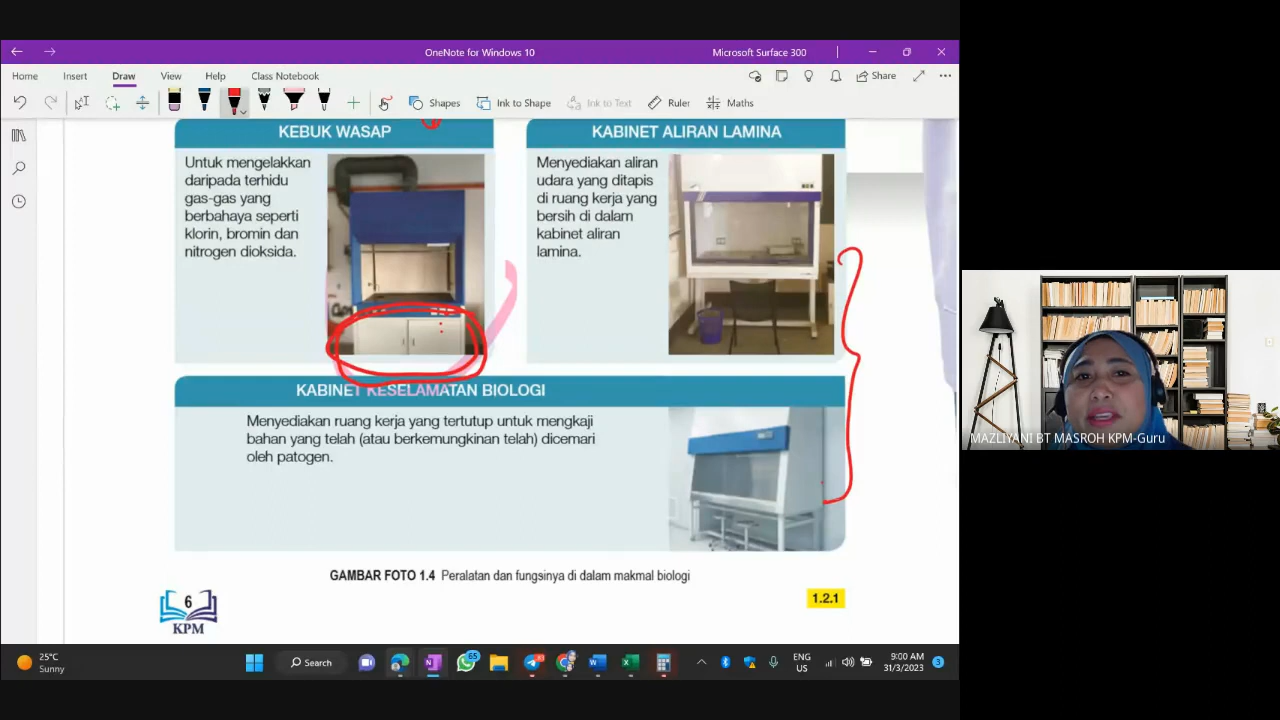 OneNote for Windows 10
Microsoft Surface 300
Home Insert Draw View Help Class Notebook
Share
Shapes Ink to Shape Ink to Text Ruler Maths
KEBUK WASAP
Untuk mengelakkan
daripada terhidu
gas-gas yang
berbahaya seperti
klorin, bromin dan
nitrogen dioksida.
KABINET ALIRAN LAMINA
Menyediakan aliran
udara yang ditapis
di ruang kerja yang
bersih di dalam
kabinet aliran
lamina.
KABINET KESELAMATAN BIOLOGI
Menyediakan ruang kerja yang tertutup untuk mengkaji
bahan yang telah (atau berkemungkinan telah) dicemari
oleh patogen.
GAMBAR FOTO 1.4 Peralatan dan fungsinya di dalam makmal biologi
6
KPM
1.2.1
MAZLIYANI BT MASROH KPM-Guru
25°C
Sunny
Search
65
ENG
US
9:00 AM
31/3/2023
3